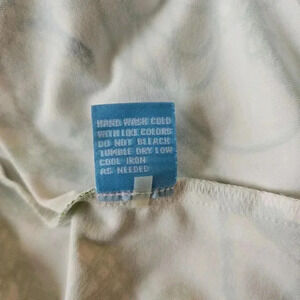 HAND WASH COLD
WITH LIKE COLORS
DO NOT BLEACH
TUMBLE DRY LOW
COOL IRON
AS NEEDED